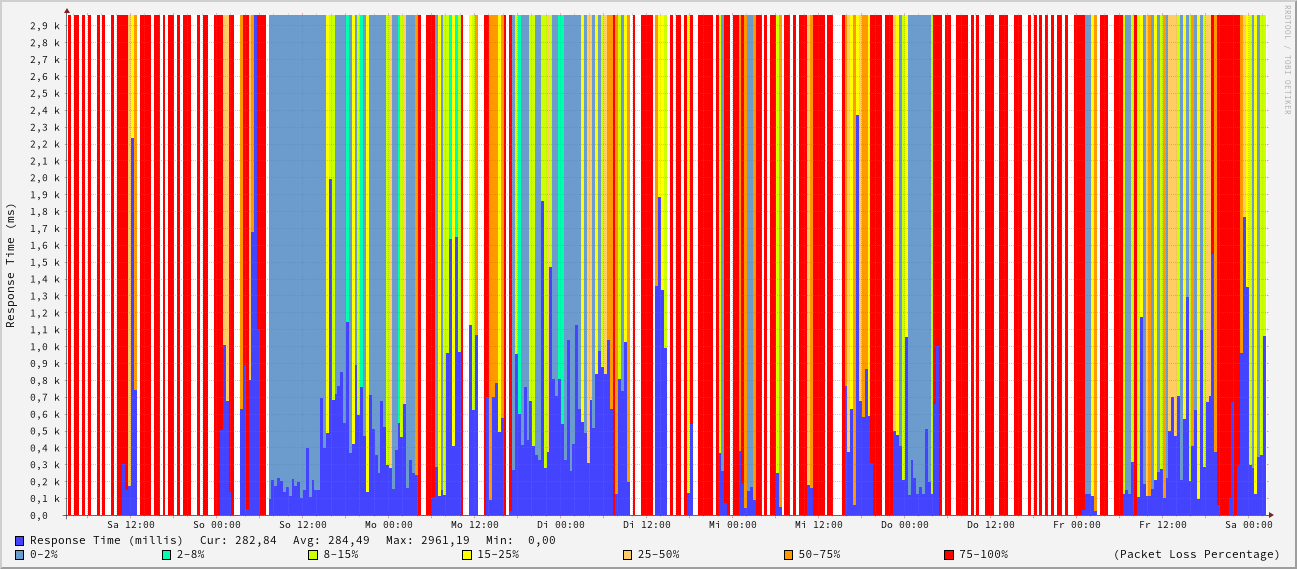 RRDTOOL / TOBI OETIKER
Response Time (ms)
2,9 k
2,8 k
2,7 k
2,6 k
2,5 k
2,4 k
2,3 k
2,2 k
2,1 k
2,0 k
1,9 k
1,8 k
1,7 k
1,6 k
1,5 k
1,4 k
1,3 k
1,2 k
1,1 k
1,0 k
0,9 k
0,8 k
0,7 k
0,6 k
0,5 k
0,4 k
0,3 k
0,2 k
0,1 k
0,0
Sa 12:00 So 00:00 So 12:00 Mo 00:00 Mo 12:00 Di 00:00 Di 12:00 Mi 00:00 Mi 12:00 Do 00:00 Do 12:00 Fr 00:00 Fr 12:00 Sa 00:00
Response Time (millis) Cur: 282,84 Avg: 284,49 Max: 2961,19 Min: 0,00
0-2% 2-8% 8-15% 15-25% 25-50% 50-75% 75-100% (Packet Loss Percentage)